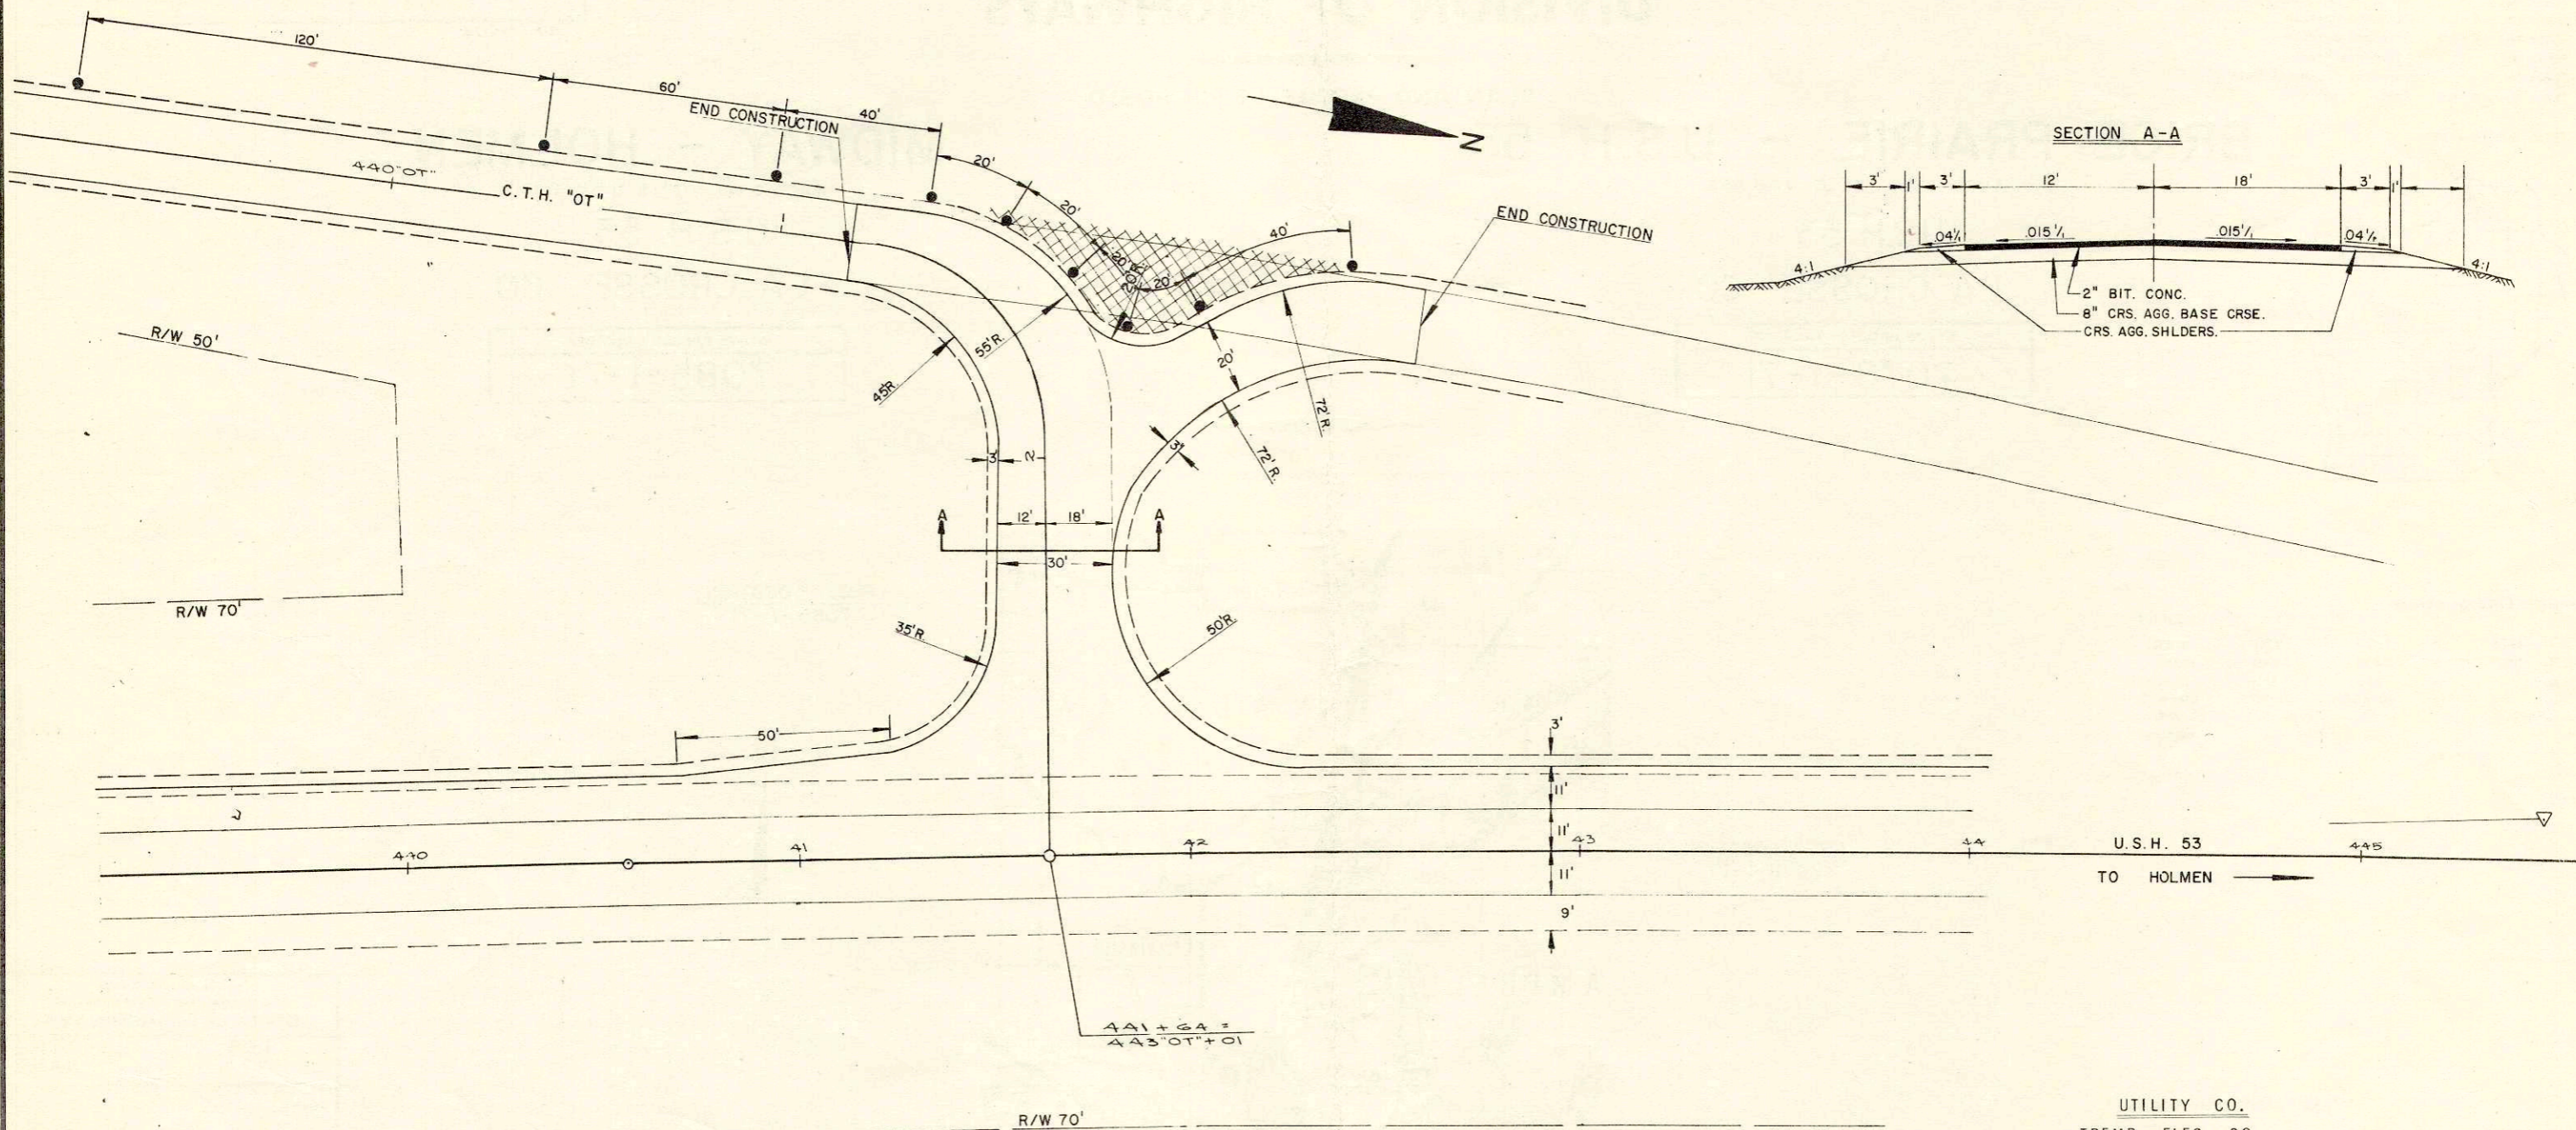 120'
60'
END CONSTRUCTION
40'
20'
20'
20'R.
20'
20'
40'
N
END CONSTRUCTION
440"OT"
C.T.H. "OT"
SECTION A-A
3'
1'
3'
12'
18'
3'
1'
.015'/1
.015'/1
4:1
4:1
2" BIT. CONC.
8" CRS. AGG. BASE CRSE.
CRS. AGG. SHLDERS.
R/W 50'
R/W 70'
55'R.
45'R.
20'
72'R.
72'R.
3'
3'
A
12'
18'
A
30'
35'R.
50'R.
50'
3'
11'
11'
11'
9'
440
41
42
43
44
445
U.S.H. 53
TO HOLMEN
441+64=
443"OT"+01
R/W 70'
UTILITY CO.